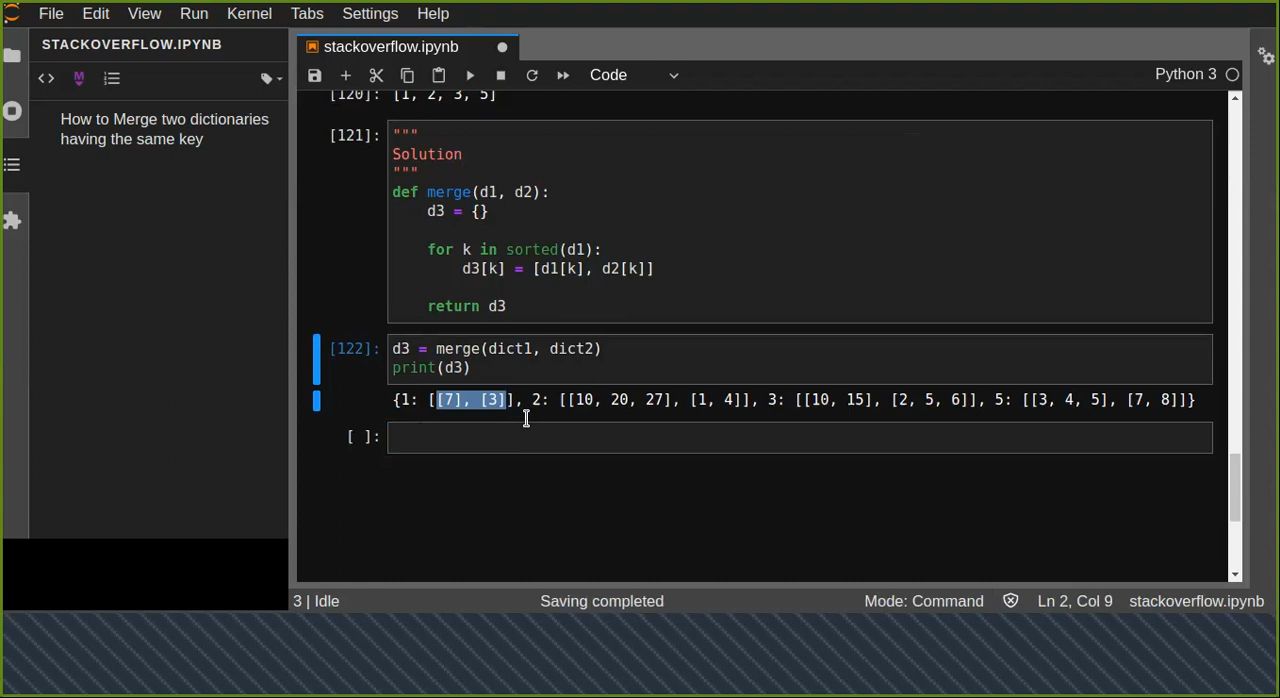 File Edit View Run Kernel Tabs Settings Help
STACKOVERFLOW.IPYNB
How to Merge two dictionaries
having the same key
stackoverflow.ipynb
Code
Python 3
[120]: [1, 2, 3, 5]
[121]: """
Solution
"""
def merge(d1, d2):
    d3 = {}
    for k in sorted(d1):
        d3[k] = [d1[k], d2[k]]
    return d3
[122]: d3 = merge(dict1, dict2)
print(d3)
{1: [[7], [3]], 2: [[10, 20, 27], [1, 4]], 3: [[10, 15], [2, 5, 6]], 5: [[3, 4, 5], [7, 8]]}
[ ]:
3 | Idle Saving completed Mode: Command Ln 2, Col 9 stackoverflow.ipynb